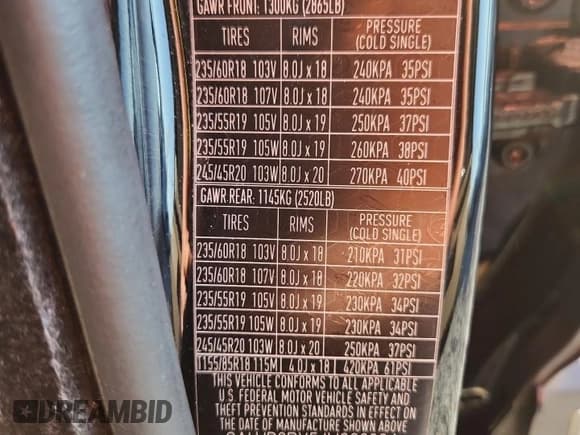 GAWR FRONT: 1300KG (2865LB)
TIRES RIMS PRESSURE (COLD SINGLE)
235/60R18 103V 8.0J x 18 240KPA 35PSI
235/60R18 107V 8.0J x 18 240KPA 35PSI
235/55R19 105V 8.0J x 19 250KPA 37PSI
235/55R19 105W 8.0J x 19 260KPA 38PSI
245/45R20 103W 8.0J x 20 270KPA 40PSI
GAWR REAR: 1145KG (2520LB)
TIRES RIMS PRESSURE (COLD SINGLE)
235/60R18 103V 8.0J x 18 210KPA 31PSI
235/60R18 107V 8.0J x 18 220KPA 32PSI
235/55R19 105V 8.0J x 19 230KPA 34PSI
235/55R19 105W 8.0J x 19 230KPA 34PSI
245/45R20 103W 8.0J x 20 250KPA 37PSI
T155/85R18 115M 4.0J x 18 420KPA 61PSI
THIS VEHICLE CONFORMS TO ALL APPLICABLE
U.S. FEDERAL MOTOR VEHICLE SAFETY AND
THEFT PREVENTION STANDARDS IN EFFECT ON
THE DATE OF MANUFACTURE SHOWN ABOVE
DREAMBID